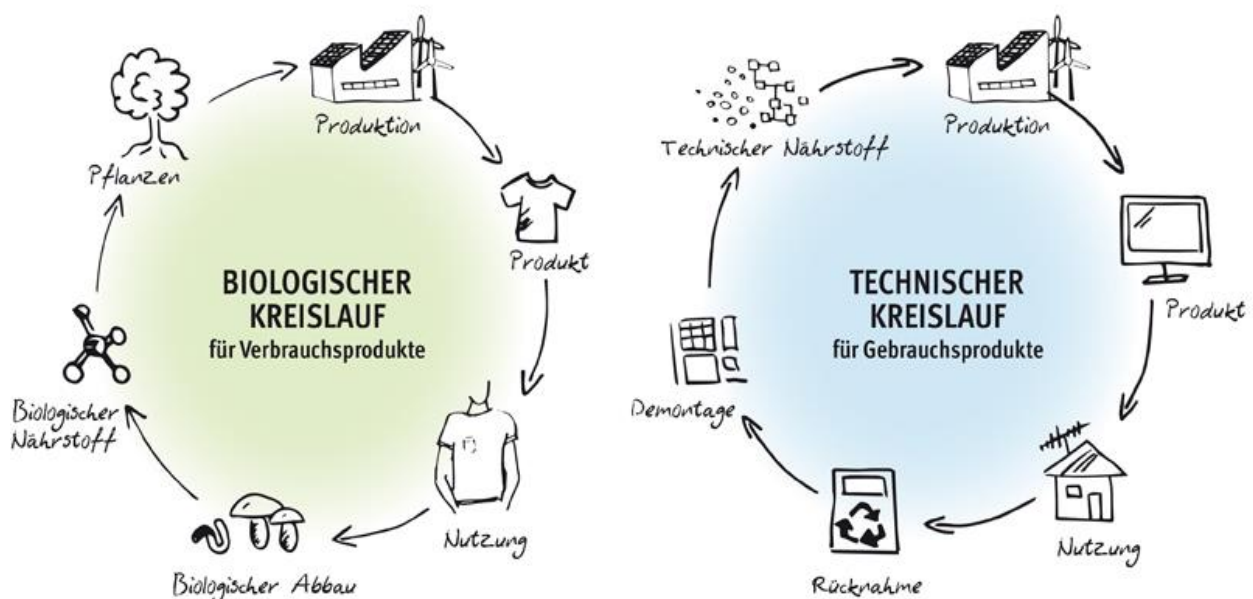 Produktion
Produkt
Nutzung
Biologischer Abbau
Biologischer
Nährstoff
Pflanzen
BIOLOGISCHER
KREISLAUF
für Verbrauchsprodukte
Produktion
Produkt
Nutzung
Rücknahme
Demontage
Technischer Nährstoff
TECHNISCHER
KREISLAUF
für Gebrauchsprodukte